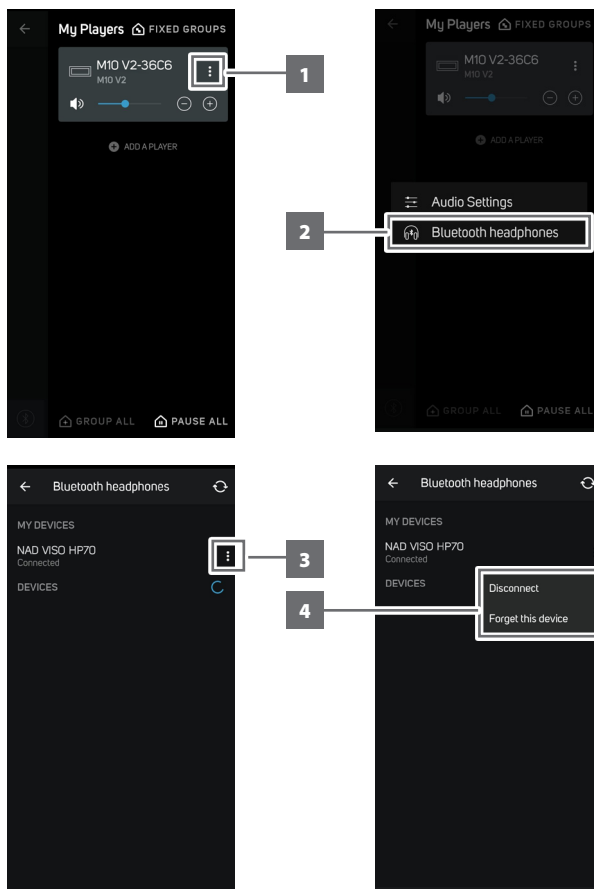 My Players FIXED GROUPS
M10 V2-36C6
M10 V2
ADD A PLAYER
GROUP ALL PAUSE ALL
1
My Players FIXED GROUPS
M10 V2-36C6
M10 V2
ADD A PLAYER
Audio Settings
Bluetooth headphones
GROUP ALL PAUSE ALL
2
Bluetooth headphones
MY DEVICES
NAD VISO HP70
Connected
DEVICES
3
Bluetooth headphones
MY DEVICES
NAD VISO HP70
Connected
DEVICES
Disconnect
Forget this device
4